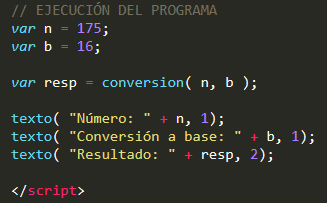 // EJECUCIÓN DEL PROGRAMA
var n = 175;
var b = 16;
var resp = conversion( n, b );
texto( "Número: " + n, 1);
texto( "Conversión a base: " + b, 1);
texto( "Resultado: " + resp, 2);
</script>